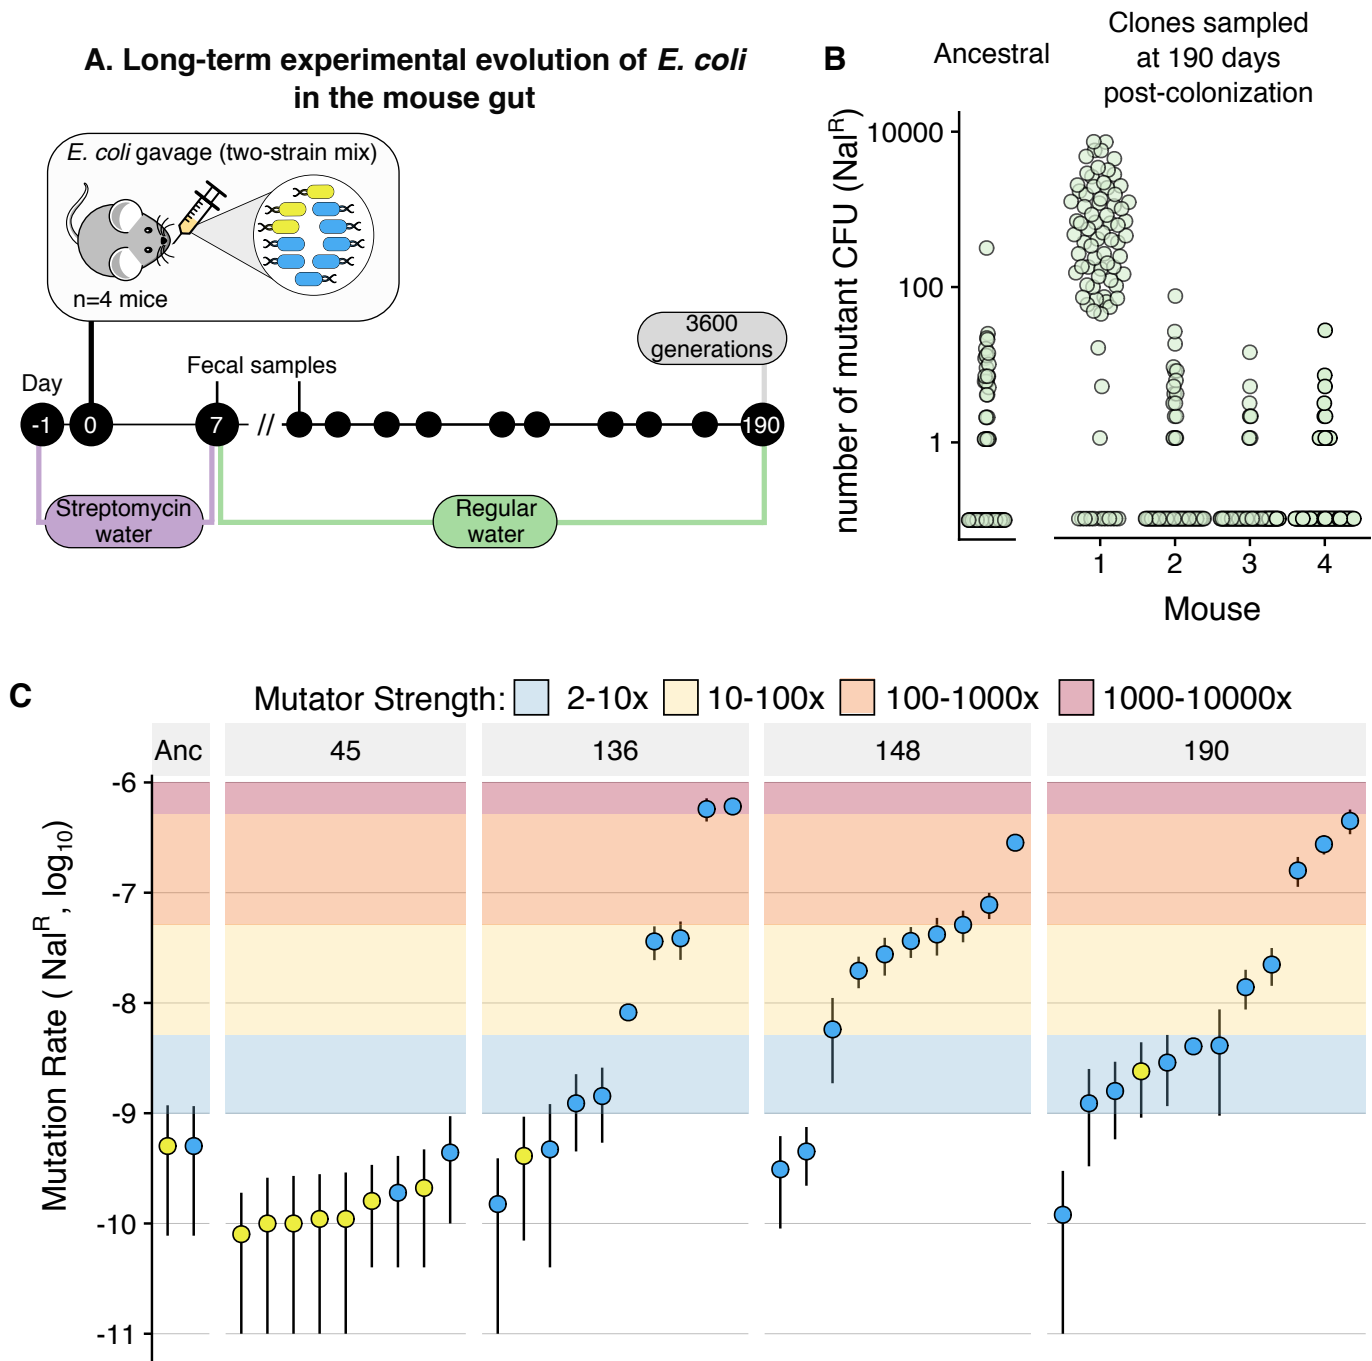 A. Long-term experimental evolution of E. coli
in the mouse gut
E. coli gavage (two-strain mix)
n=4 mice
3600
generations
Fecal samples
Day
-1
0
7
//
190
Streptomycin
water
Regular
water
B
Ancestral
Clones sampled
at 190 days
post-colonization
number of mutant CFU (NalR)
10000
100
1
1
2
3
4
Mouse
C
Mutator Strength:
2-10x
10-100x
100-1000x
1000-10000x
Anc
45
136
148
190
Mutation Rate ( NalR , log10)
-6
-7
-8
-9
-10
-11